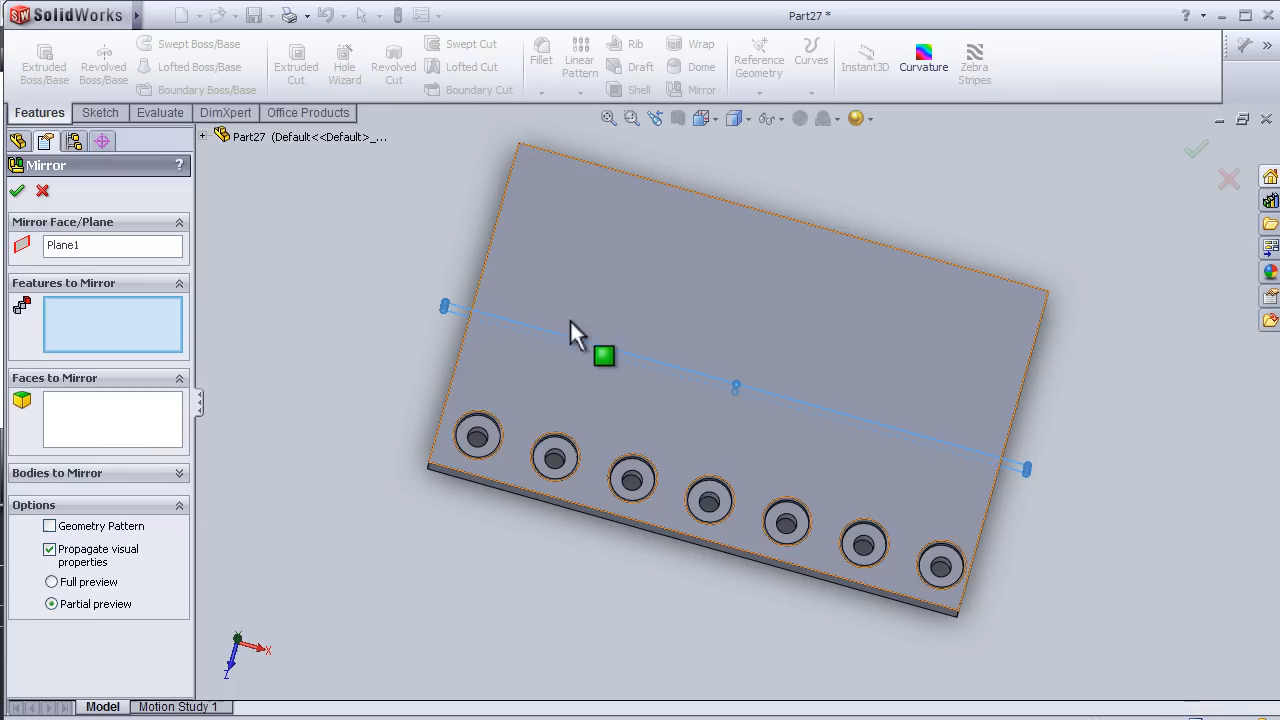 SolidWorks
Part27 *
?
Extruded Boss/Base
Revolved Boss/Base
Swept Boss/Base
Lofted Boss/Base
Boundary Boss/Base
Extruded Cut
Hole Wizard
Revolved Cut
Swept Cut
Lofted Cut
Boundary Cut
Fillet
Linear Pattern
Rib
Draft
Shell
Wrap
Dome
Mirror
Reference Geometry
Curves
Instant3D
Curvature
Zebra Stripes
Features
Sketch
Evaluate
DimXpert
Office Products
Part27 (Default<<Default>_...
Mirror
?
Mirror Face/Plane
Plane1
Features to Mirror
Faces to Mirror
Bodies to Mirror
Options
Geometry Pattern
Propagate visual
properties
Full preview
Partial preview
Y
X
Z
Model
Motion Study 1